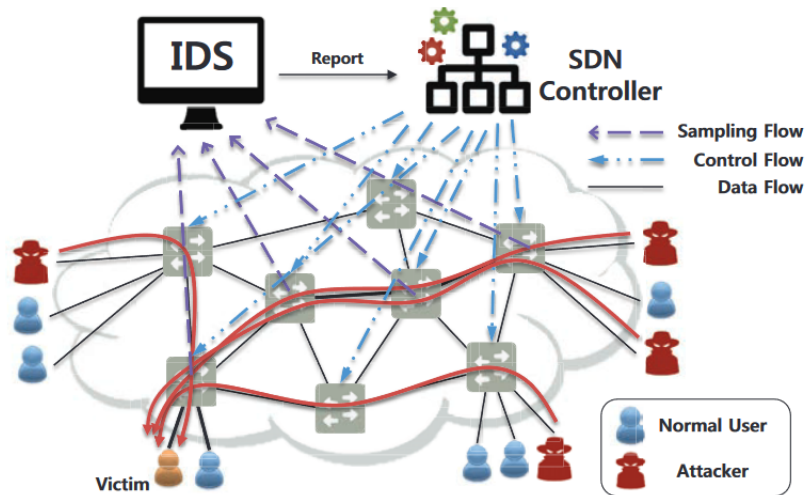 IDS
Report
SDN
Controller
Sampling Flow
Control Flow
Data Flow
Victim
Normal User
Attacker